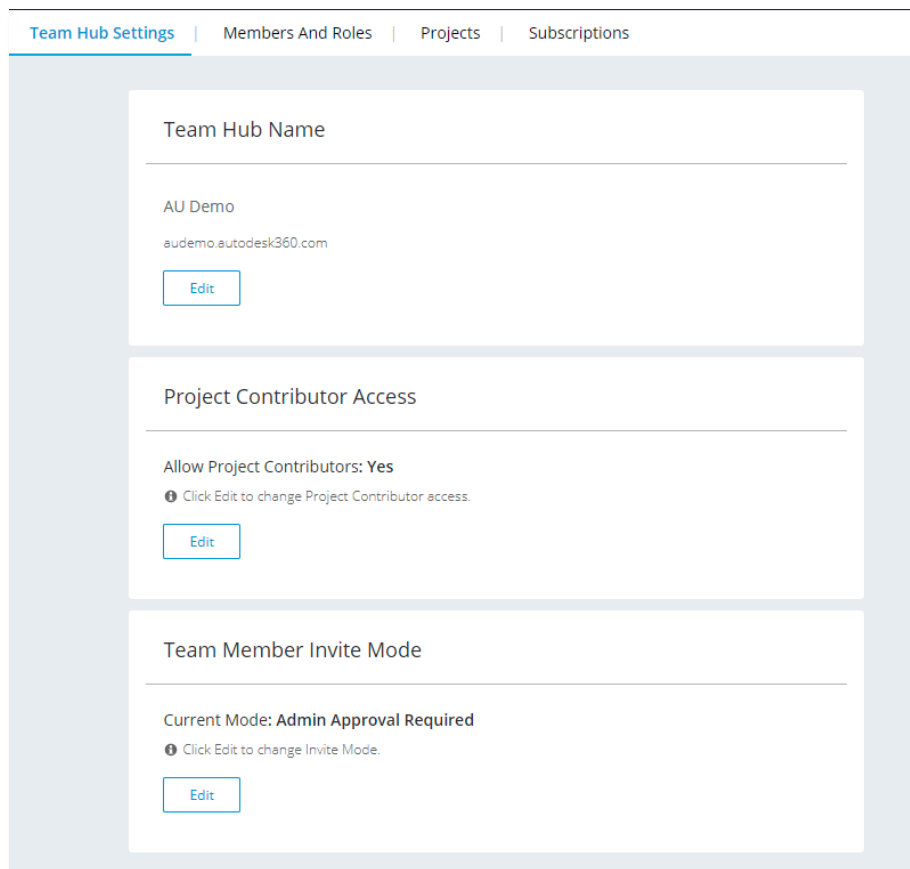 Team Hub Settings | Members And Roles | Projects | Subscriptions
Team Hub Name
AU Demo
audemo.autodesk360.com
Edit
Project Contributor Access
Allow Project Contributors: Yes
Click Edit to change Project Contributor access.
Edit
Team Member Invite Mode
Current Mode: Admin Approval Required
Click Edit to change Invite Mode.
Edit